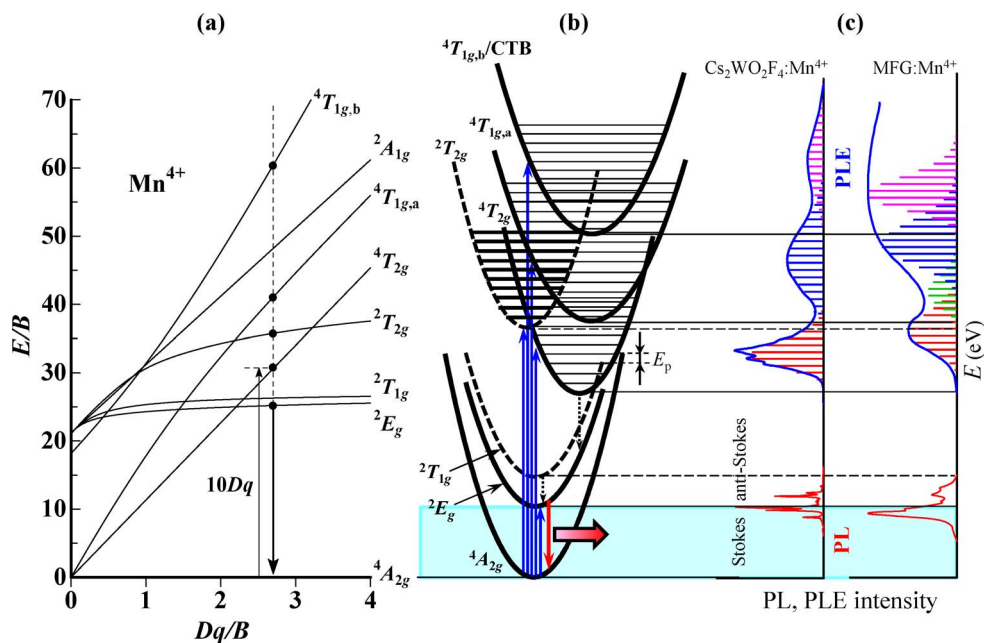 (a)
(b)
(c)
Mn⁴⁺
E/B
70
60
50
40
30
20
10
0
0
1
2
3
4
Dq/B
10Dq
⁴T₁g,b
²A₁g
⁴T₁g,a
⁴T₂g
²T₂g
²T₁g
²Eg
⁴A₂g
⁴T₁g,b/CTB
⁴T₁g,a
²T₂g
⁴T₂g
Eₚ
²T₁g
²Eg
⁴A₂g
Cs₂WO₂F₄:Mn⁴⁺
MFG:Mn⁴⁺
PLE
E (eV)
anti-Stokes
Stokes
PL
PL, PLE intensity